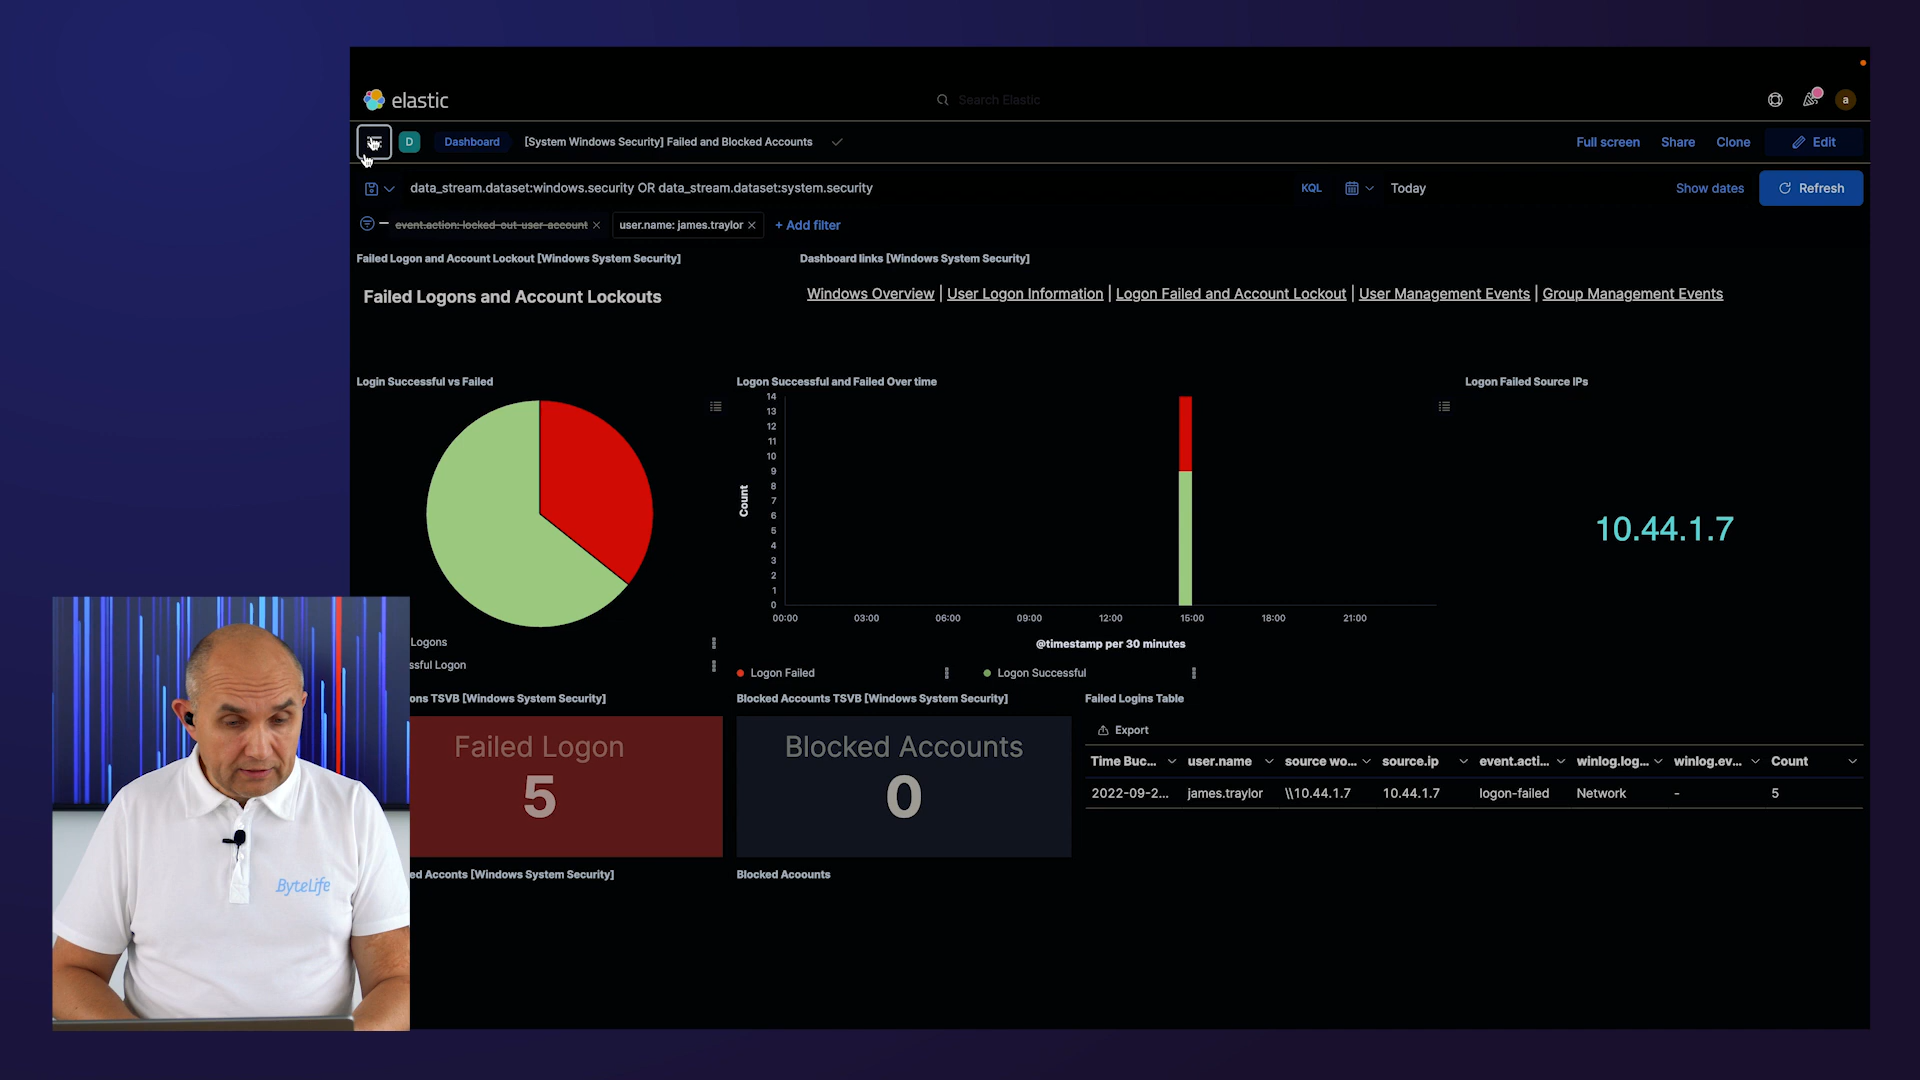 elastic
Search Elastic
a
D
Dashboard
[System Windows Security] Failed and Blocked Accounts
Full screen
Share
Clone
Edit
data_stream.dataset:windows.security OR data_stream.dataset:system.security
KQL
Today
Show dates
Refresh
event.action: locked-out-user-account ×
user.name: james.traylor ×
+ Add filter
Failed Logon and Account Lockout [Windows System Security]
Dashboard links [Windows System Security]
Failed Logons and Account Lockouts
Windows Overview | User Logon Information | Logon Failed and Account Lockout | User Management Events | Group Management Events
Login Successful vs Failed
Logon Successful and Failed Over time
Logon Failed Source IPs
14
13
12
11
10
9
8
7
6
5
4
3
2
1
0
Count
00:00
03:00
06:00
09:00
12:00
15:00
18:00
21:00
@timestamp per 30 minutes
10.44.1.7
Logons
ssful Logon
Logon Failed
Logon Successful
ons TSVB [Windows System Security]
Blocked Accounts TSVB [Windows System Security]
Failed Logins Table
Failed Logon
5
Blocked Accounts
0
Export
Time Buc...
user.name
source wo...
source.ip
event.acti...
winlog.log...
winlog.ev...
Count
2022-09-2...
james.traylor
\\10.44.1.7
10.44.1.7
logon-failed
Network
-
5
ed Acconts [Windows System Security]
Blocked Acoounts
ByteLife